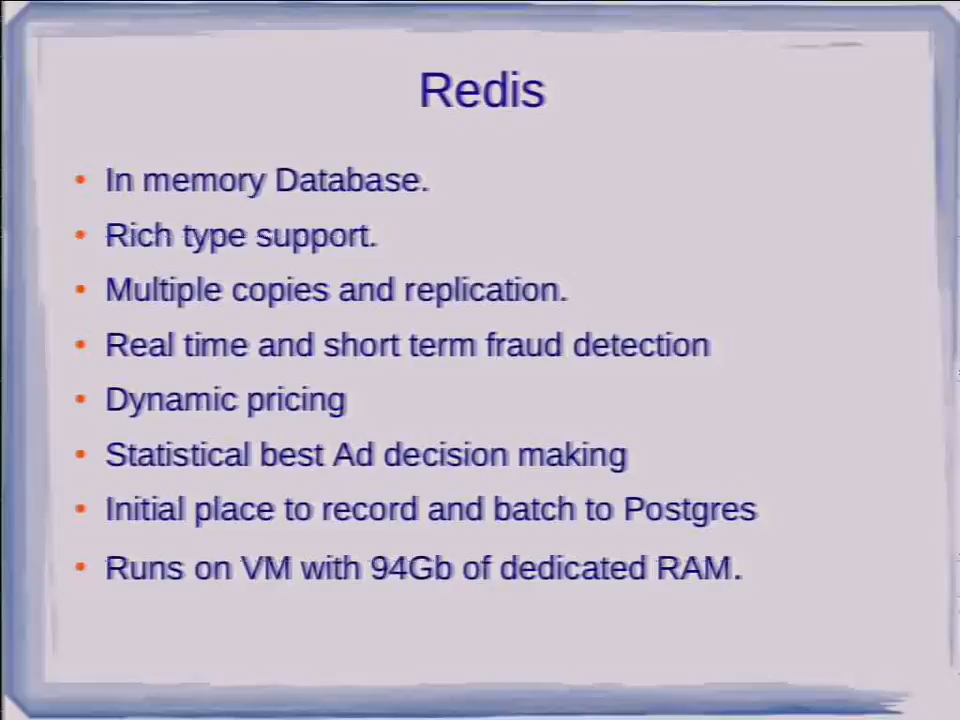 Redis
• In memory Database.
• Rich type support.
• Multiple copies and replication.
• Real time and short term fraud detection
• Dynamic pricing
• Statistical best Ad decision making
• Initial place to record and batch to Postgres
• Runs on VM with 94Gb of dedicated RAM.